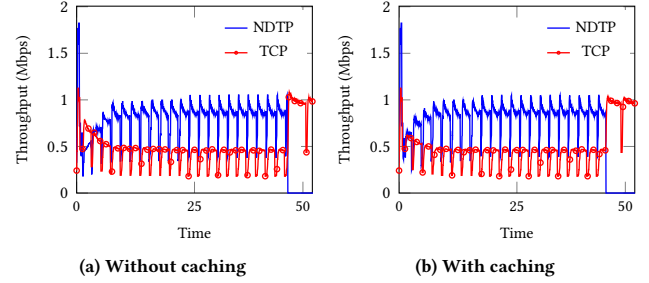 2
1.5
1
0.5
0
0
25
50
Throughput (Mbps)
Time
NDTP
TCP
(a) Without caching
2
1.5
1
0.5
0
0
25
50
Throughput (Mbps)
Time
NDTP
TCP
(b) With caching